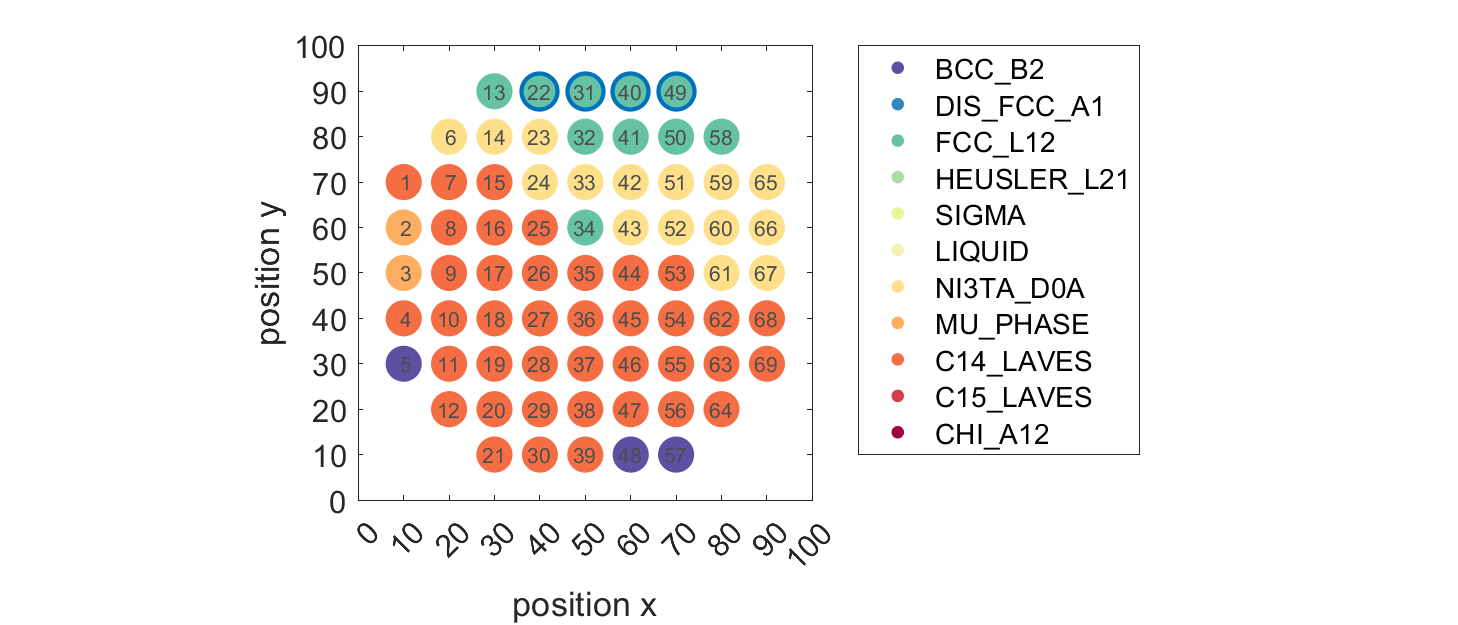 100
90
80
70
60
50
40
30
20
10
0
position y
13 22 31 40 49
6 14 23 32 41 50 58
1 7 15 24 33 42 51 59 65
2 8 16 25 34 43 52 60 66
3 9 17 26 35 44 53 61 67
4 10 18 27 36 45 54 62 68
5 11 19 28 37 46 55 63 69
12 20 29 38 47 56 64
21 30 39 48 57
0 10 20 30 40 50 60 70 80 90 100
position x
BCC_B2
DIS_FCC_A1
FCC_L12
HEUSLER_L21
SIGMA
LIQUID
NI3TA_D0A
MU_PHASE
C14_LAVES
C15_LAVES
CHI_A12